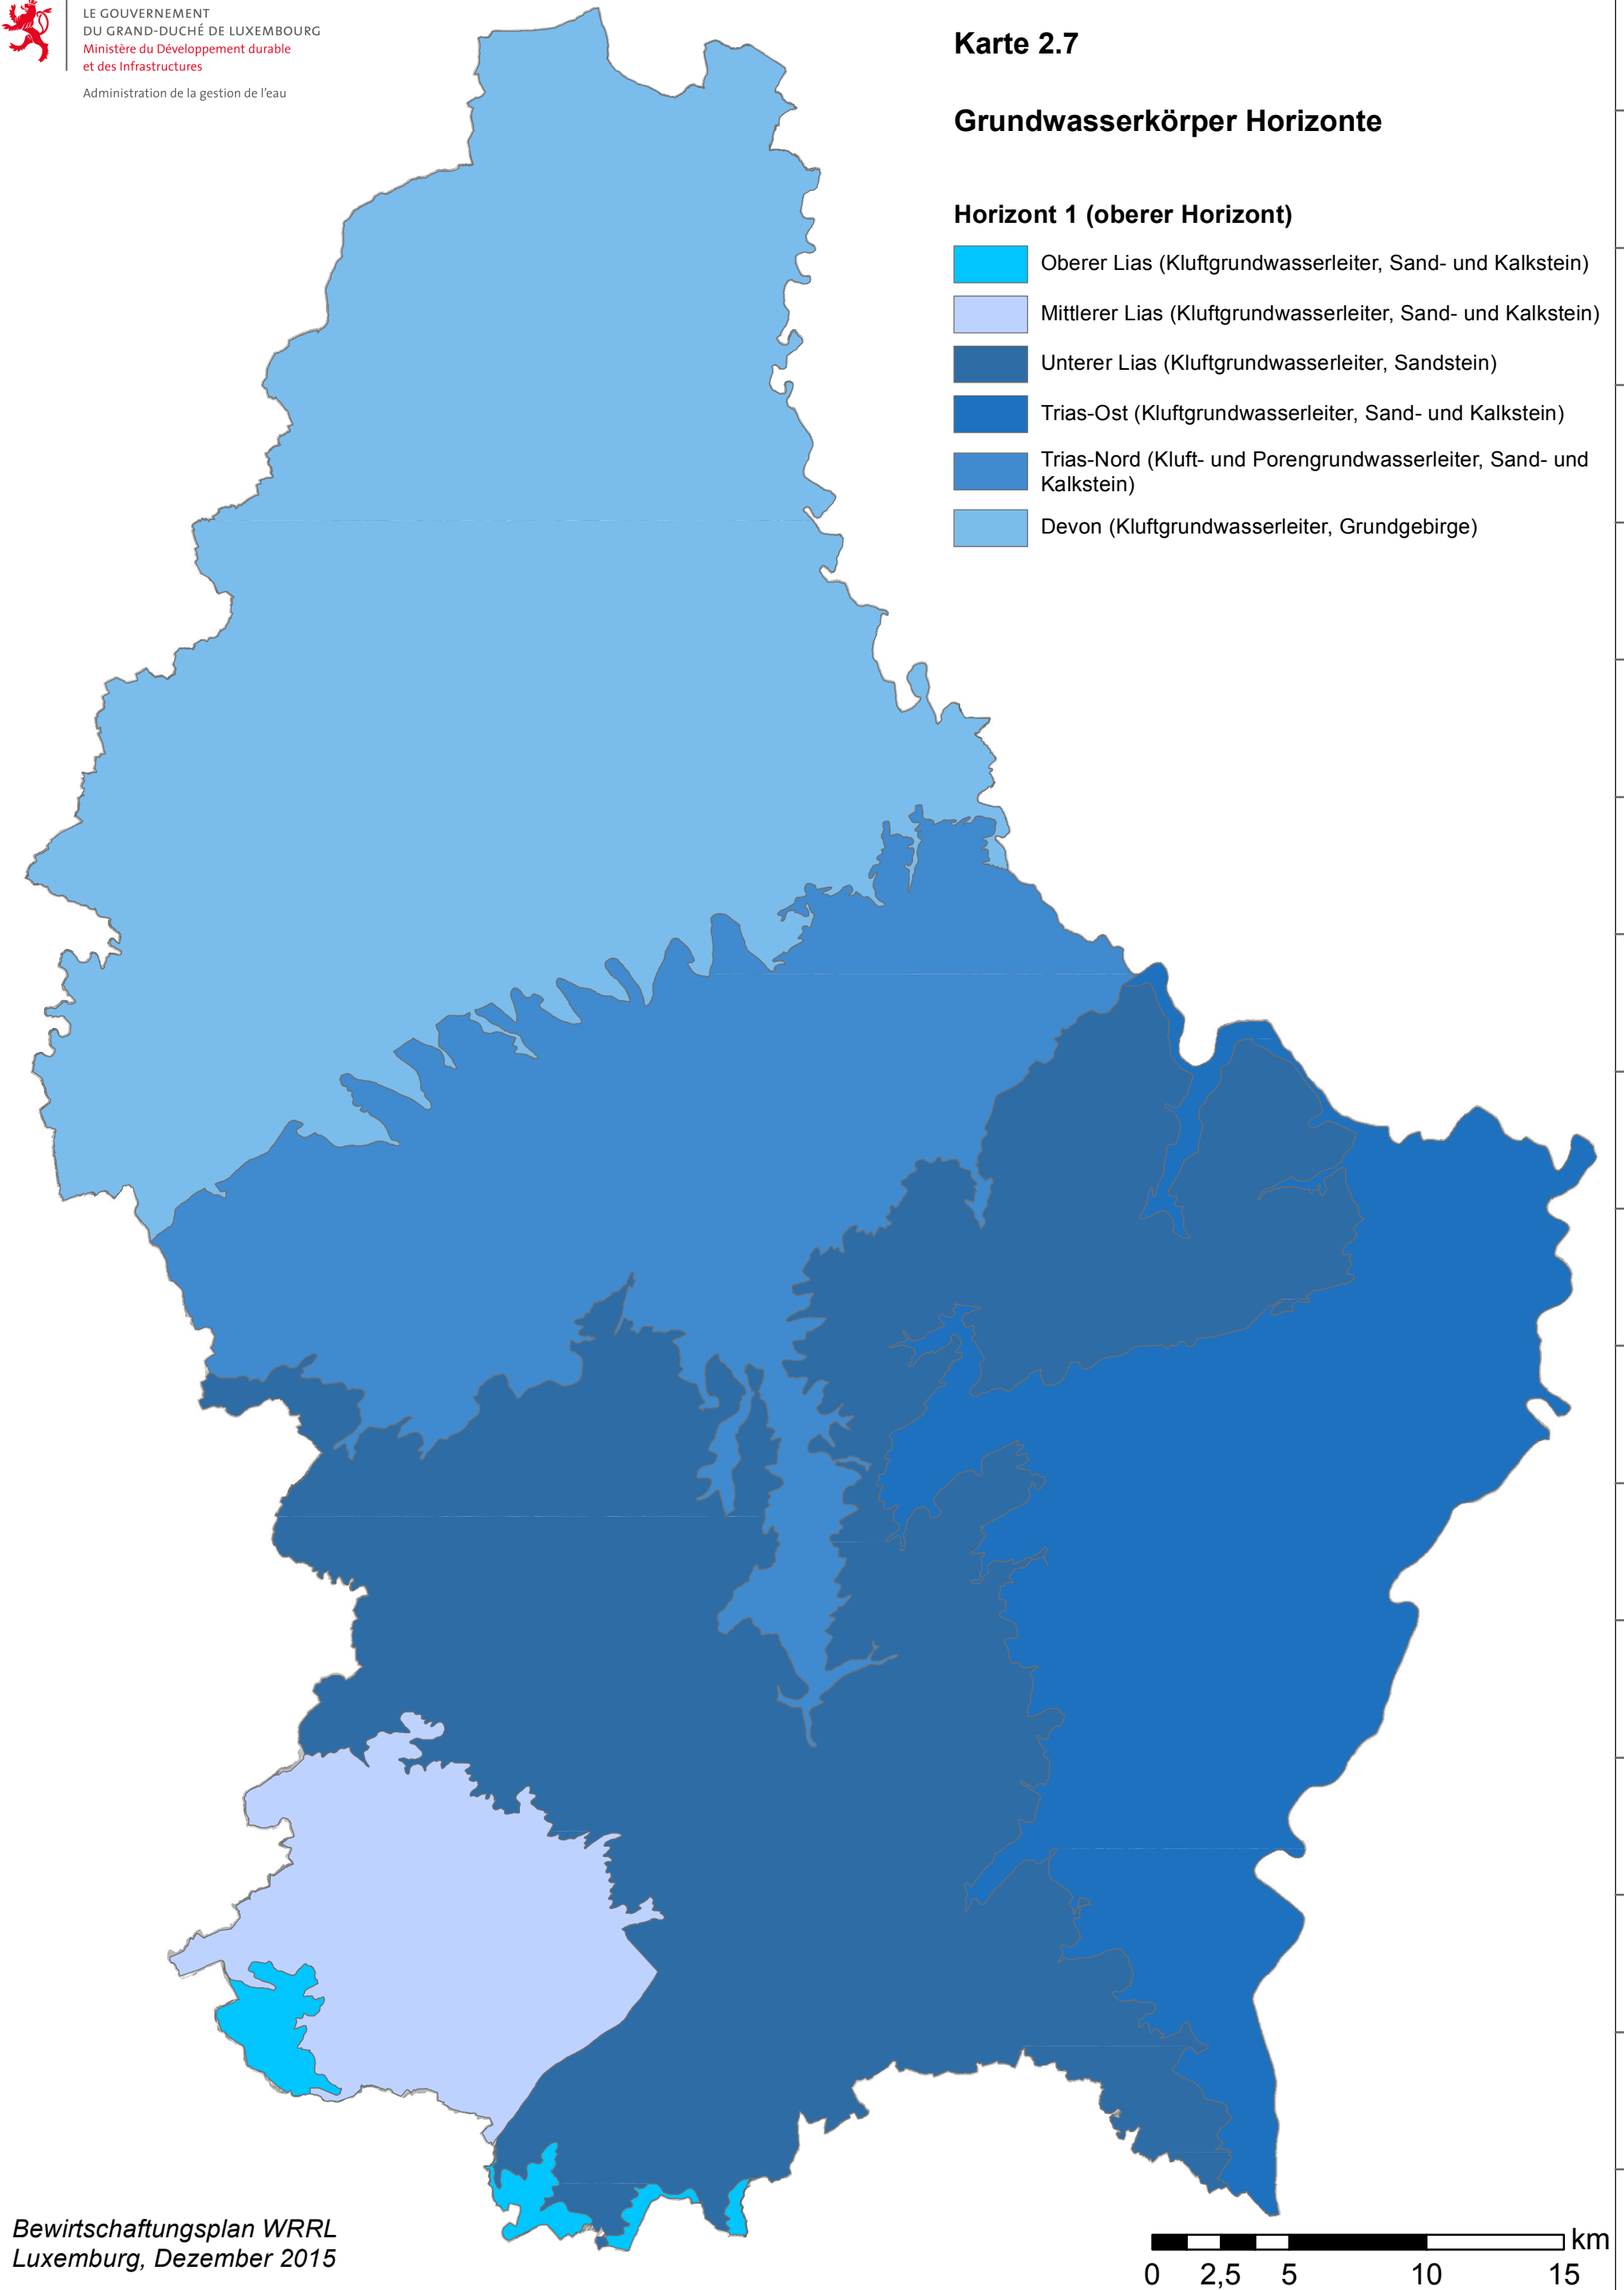 LE GOUVERNEMENT
DU GRAND-DUCHÉ DE LUXEMBOURG
Ministère du Développement durable
et des Infrastructures
Administration de la gestion de l'eau
Karte 2.7
Grundwasserkörper Horizonte
Horizont 1 (oberer Horizont)
Oberer Lias (Kluftgrundwasserleiter, Sand- und Kalkstein)
Mittlerer Lias (Kluftgrundwasserleiter, Sand- und Kalkstein)
Unterer Lias (Kluftgrundwasserleiter, Sandstein)
Trias-Ost (Kluftgrundwasserleiter, Sand- und Kalkstein)
Trias-Nord (Kluft- und Porengrundwasserleiter, Sand- und
Kalkstein)
Devon (Kluftgrundwasserleiter, Grundgebirge)
Bewirtschaftungsplan WRRL
Luxemburg, Dezember 2015
km
0 2,5 5 10 15